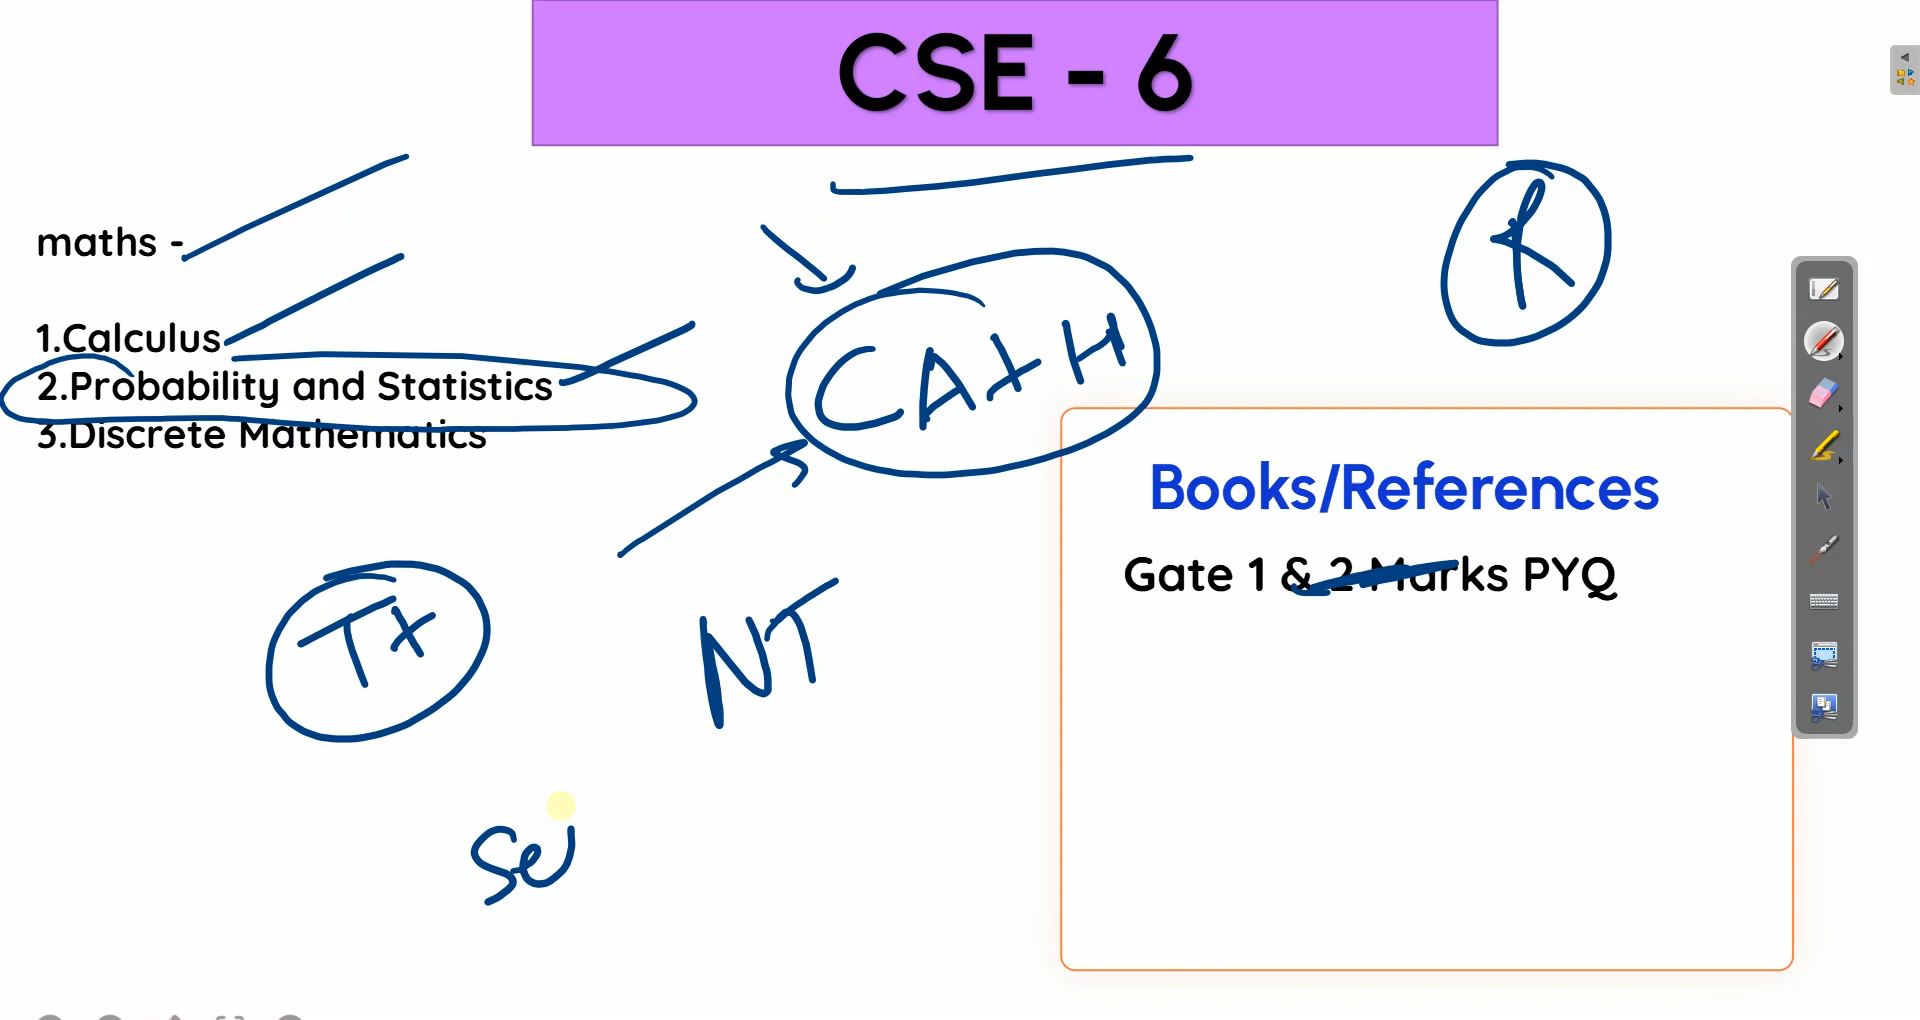 CSE - 6
maths -
1.Calculus
2.Probability and Statistics
3.Discrete Mathematics
CA+H
Books/References
Gate 1 & 2 Marks PYQ
T+
NT